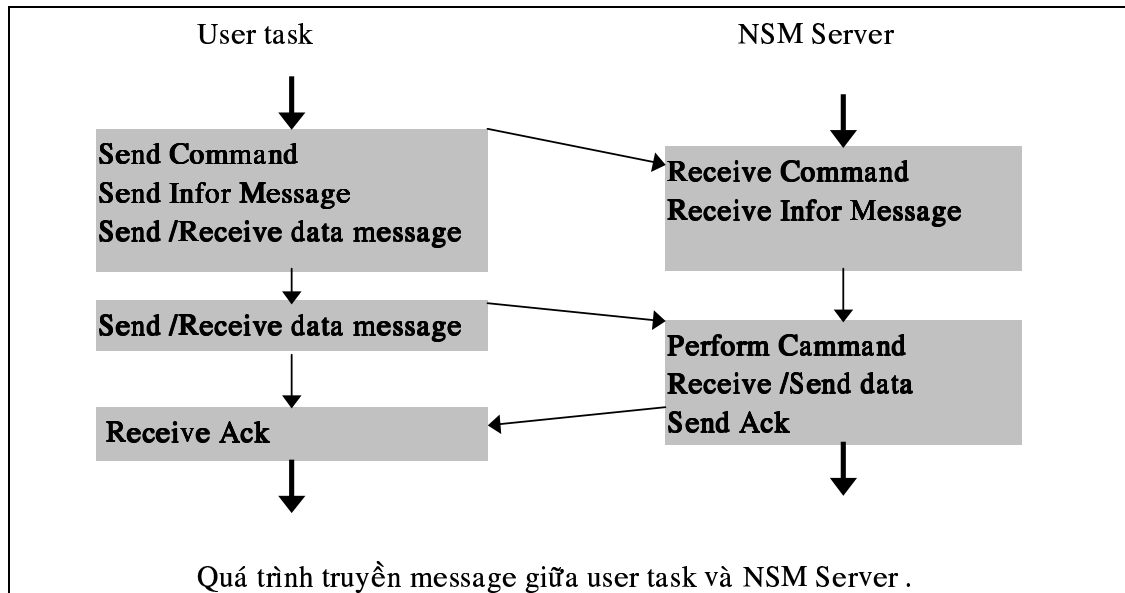 User task
NSM Server
Send Command
Send Infor Message
Send /Receive data message
Receive Command
Receive Infor Message
Send /Receive data message
Perform Cammand
Receive /Send data
Send Ack
Receive Ack
Quá trình truyền message giữa user task và NSM Server .